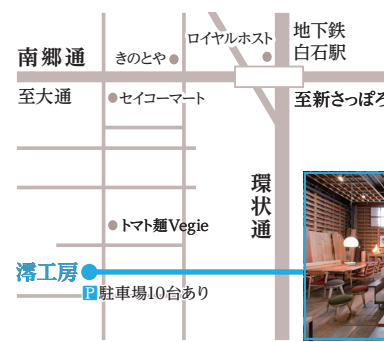 ロイヤルホスト
地下鉄
白石駅
南郷通
きのとや
至大通
セイコーマート
至新さっぽろ
環状通
トマト麺Vegie
澪工房
P駐車場10台あり